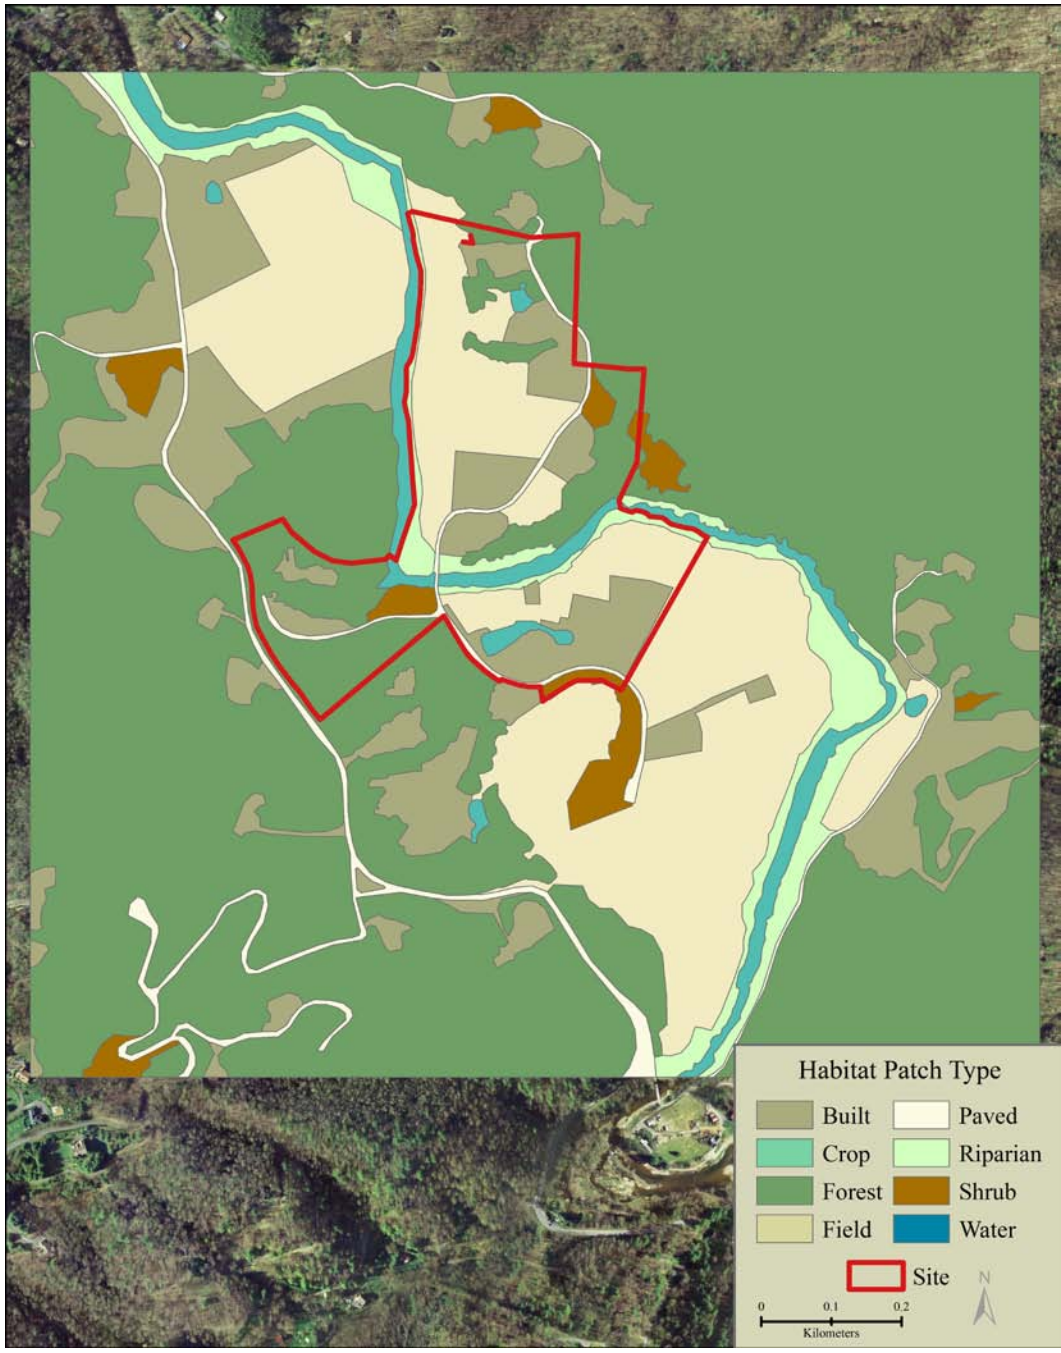 Habitat Patch Type
Built Paved
Crop Riparian
Forest Shrub
Field Water
Site
N
0 0.1 0.2
Kilometers